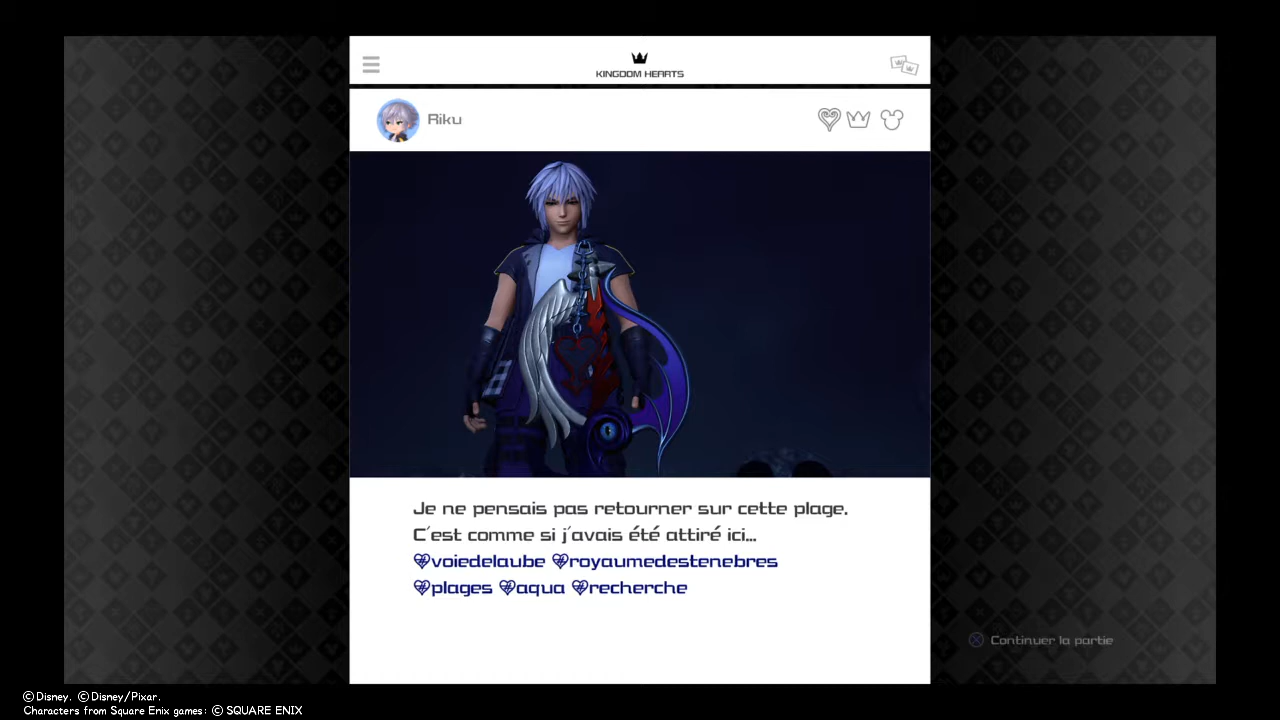 KINGDOM HEARTS
Riku
Je ne pensais pas retourner sur cette plage.
C'est comme si j'avais été attiré ici...
#voiedelaube #royaumedestenebres
#plages #aqua #recherche
Continuer la partie
©Disney. ©Disney/Pixar.
Characters from Square Enix games: © SQUARE ENIX